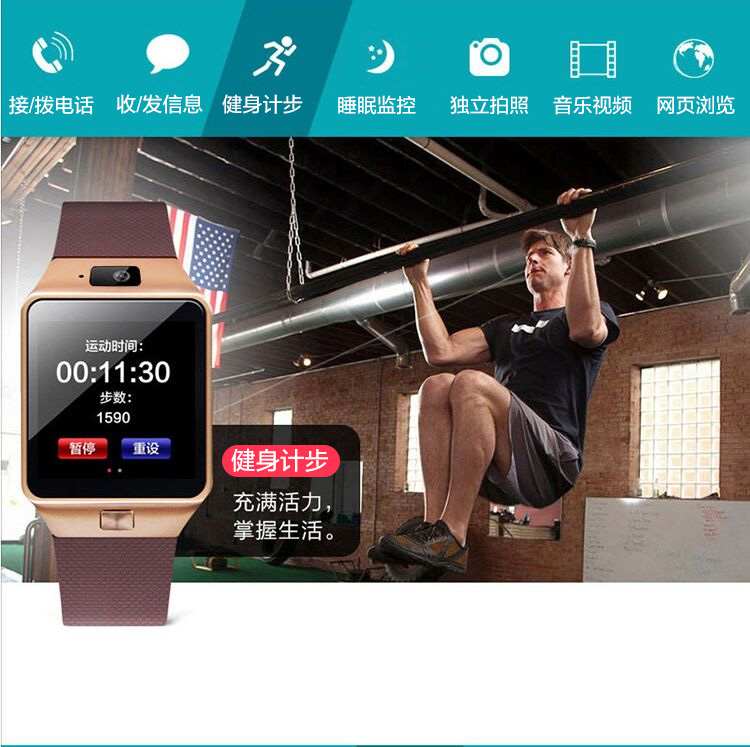 接/拨电话 收/发信息 健身计步 睡眠监控 独立拍照 音乐视频 网页浏览
运动时间：
00:11:30
步数：
1590
暂停 重设
健身计步
充满活力，
掌握生活。